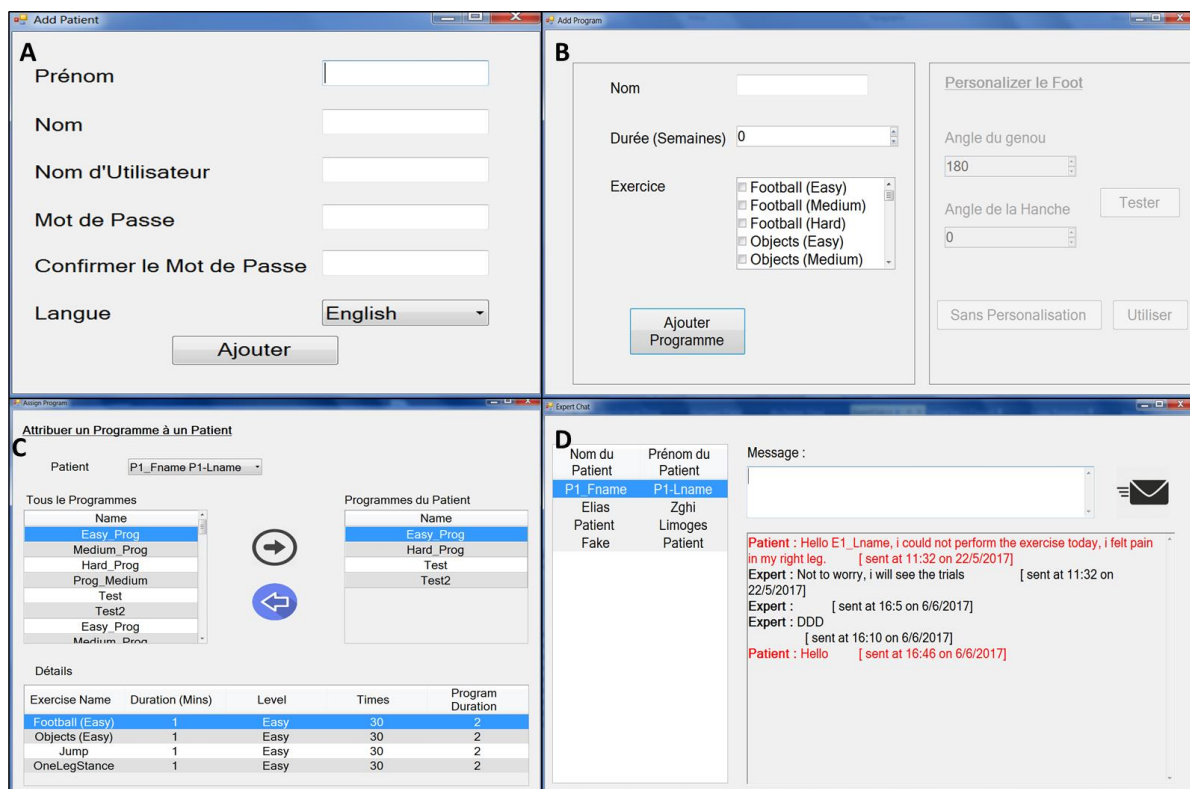 Add Patient
A
Prénom
Nom
Nom d'Utilisateur
Mot de Passe
Confirmer le Mot de Passe
Langue
English
Ajouter
Add Program
B
Nom
Durée (Semaines) 0
Exercice
Football (Easy)
Football (Medium)
Football (Hard)
Objects (Easy)
Objects (Medium)
Ajouter
Programme
Personalizer le Foot
Angle du genou
180
Angle de la Hanche
0
Tester
Sans Personalisation
Utiliser
Assign Program
Attribuer un Programme à un Patient
C
Patient
P1_Fname P1-Lname
Tous le Programmes
Name
Easy_Prog
Medium_Prog
Hard_Prog
Prog_Medium
Test
Test2
Easy_Prog
Medium_Prog
Programmes du Patient
Name
Easy_Prog
Hard_Prog
Test
Test2
Détails
Exercise Name Duration (Mins) Level Times Program
Duration
Football (Easy) 1 Easy 30 2
Objects (Easy) 1 Easy 30 2
Jump 1 Easy 30 2
OneLegStance 1 Easy 30 2
Expert Chat
D
Nom du Prénom du
Patient Patient
P1_Fname P1-Lname
Elias Zghi
Patient Limoges
Fake Patient
Message :
Patient : Hello E1_Lname, i could not perform the exercise today, i felt pain
in my right leg. [ sent at 11:32 on 22/5/2017]
Expert : Not to worry, i will see the trials [ sent at 11:32 on
22/5/2017]
Expert : [ sent at 16:5 on 6/6/2017]
Expert : DDD
[ sent at 16:10 on 6/6/2017]
Patient : Hello [ sent at 16:46 on 6/6/2017]